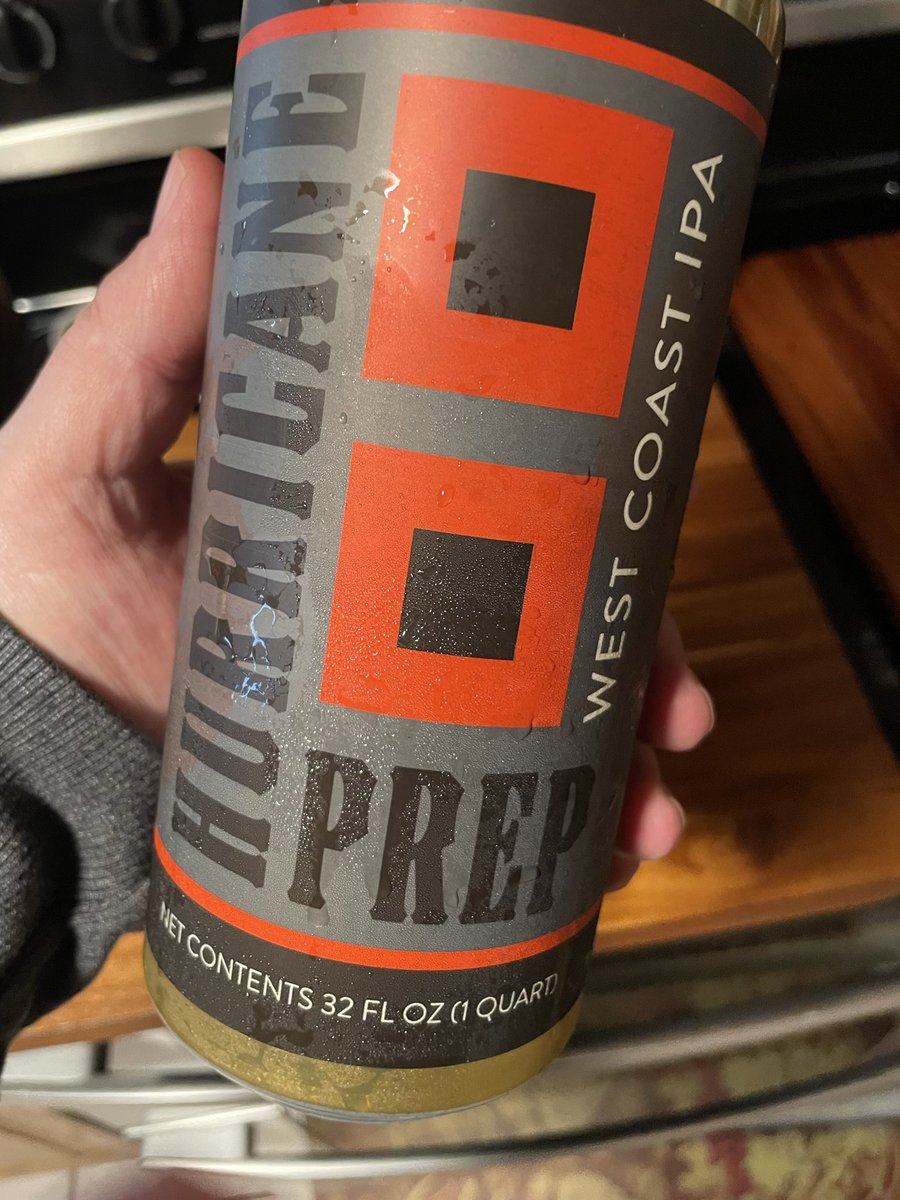 HURRICANE
PREP
WEST COAST IPA
NET CONTENTS 32 FL OZ (1 QUART)